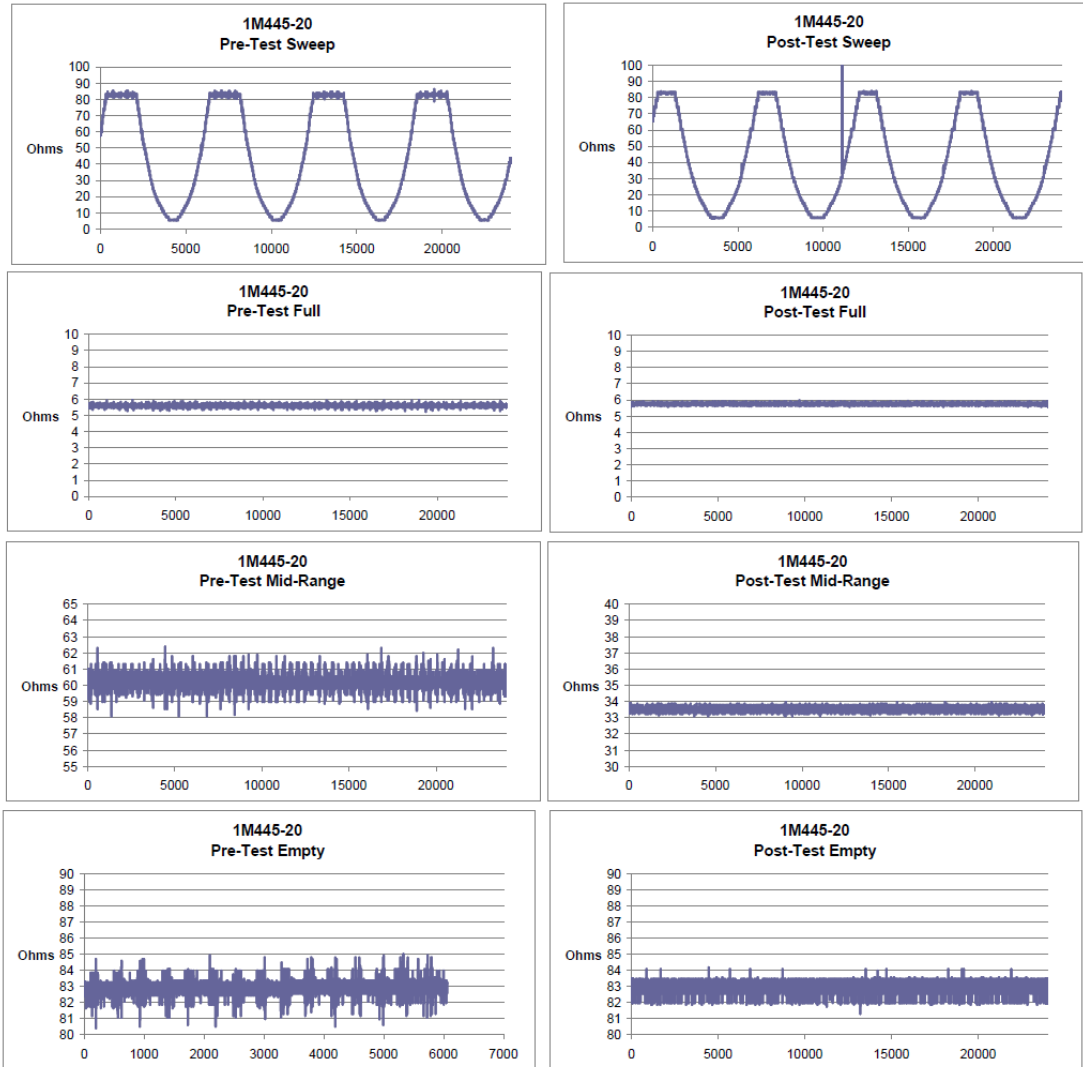 1M445-20
Pre-Test Sweep
100
90
80
70
60
50
40
30
20
10
0
Ohms
0 5000 10000 15000 20000
1M445-20
Post-Test Sweep
100
90
80
70
60
50
40
30
20
10
0
Ohms
0 5000 10000 15000 20000
1M445-20
Pre-Test Full
10
9
8
7
6
5
4
3
2
1
0
Ohms
0 5000 10000 15000 20000
1M445-20
Post-Test Full
10
9
8
7
6
5
4
3
2
1
0
Ohms
0 5000 10000 15000 20000
1M445-20
Pre-Test Mid-Range
65
64
63
62
61
60
59
58
57
56
55
Ohms
0 5000 10000 15000 20000
1M445-20
Post-Test Mid-Range
40
39
38
37
36
35
34
33
32
31
30
Ohms
0 5000 10000 15000 20000
1M445-20
Pre-Test Empty
90
89
88
87
86
85
84
83
82
81
80
Ohms
0 1000 2000 3000 4000 5000 6000 7000
1M445-20
Post-Test Empty
90
89
88
87
86
85
84
83
82
81
80
Ohms
0 5000 10000 15000 20000